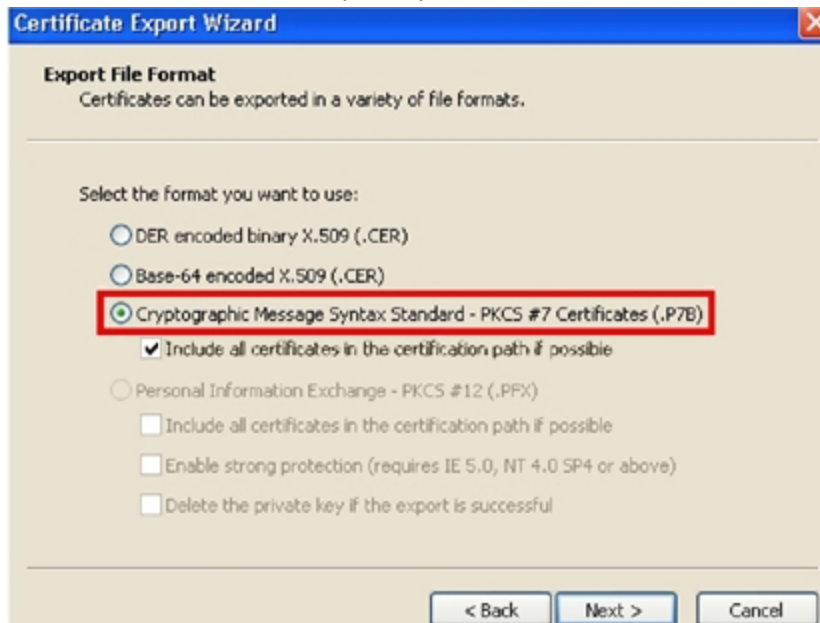 Certificate Export Wizard
Export File Format
Certificates can be exported in a variety of file formats.
Select the format you want to use:
DER encoded binary X.509 (.CER)
Base-64 encoded X.509 (.CER)
Cryptographic Message Syntax Standard - PKCS #7 Certificates (.P7B)
Include all certificates in the certification path if possible
Personal Information Exchange - PKCS #12 (.PFX)
Include all certificates in the certification path if possible
Enable strong protection (requires IE 5.0, NT 4.0 SP4 or above)
Delete the private key if the export is successful
< Back Next > Cancel